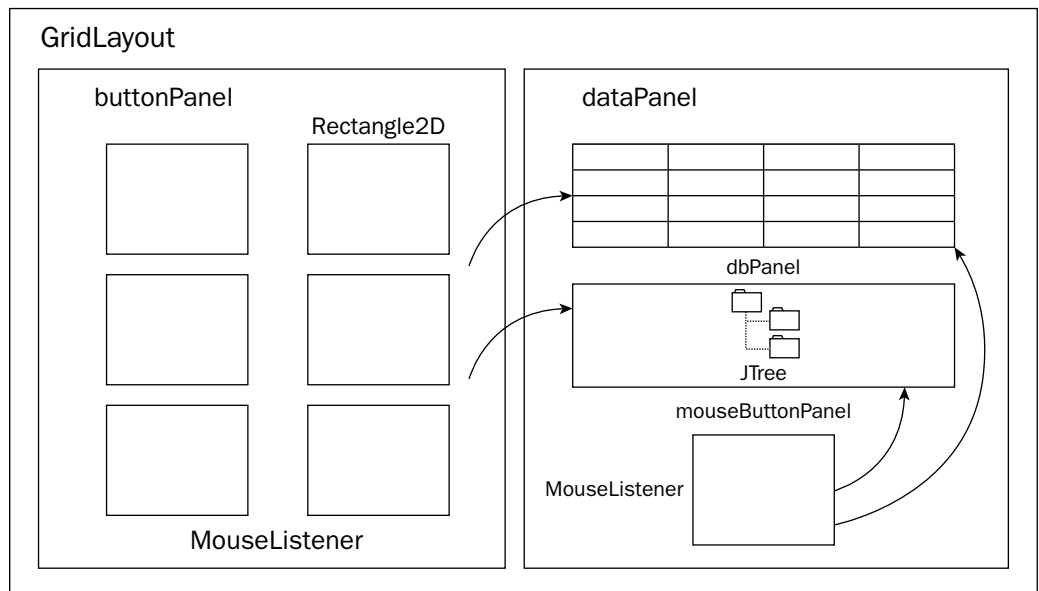 GridLayout
buttonPanel
Rectangle2D
MouseListener
dataPanel
dbPanel
JTree
mouseButtonPanel
MouseListener